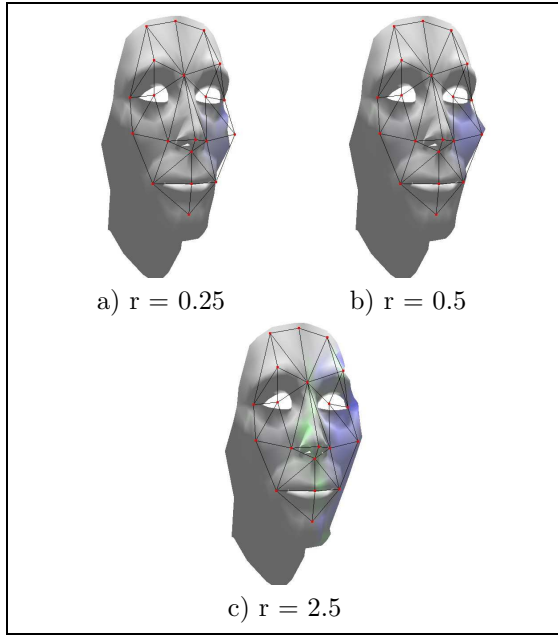 a) r = 0.25
b) r = 0.5
c) r = 2.5